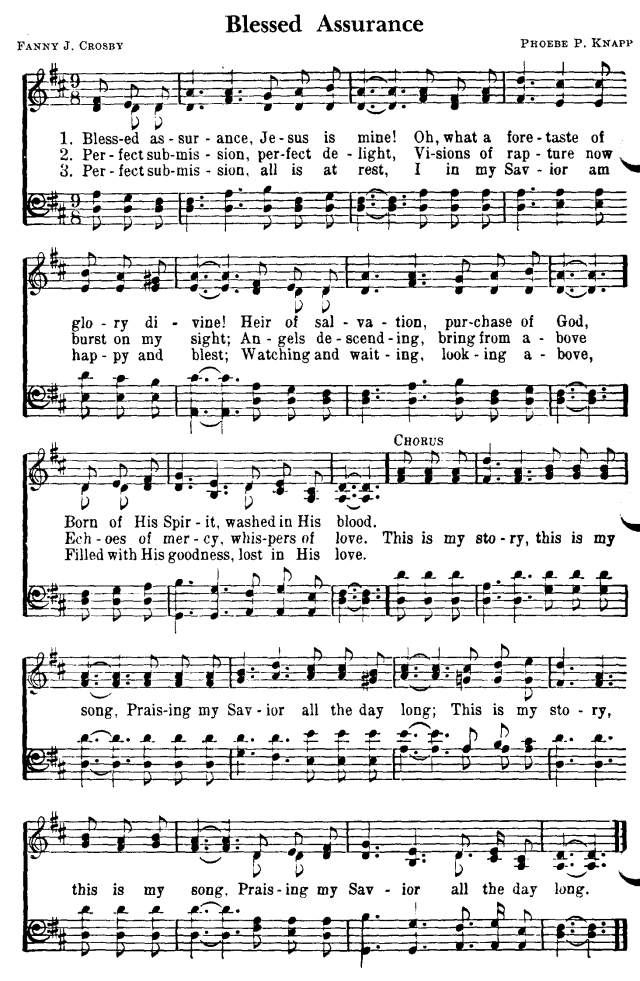 Blessed Assurance
FANNY J. CROSBY
PHOEBE P. KNAPP
9
8
1. Bless-ed as-sur-ance, Je-sus is mine! Oh, what a fore-taste of
2. Per-fect sub-mis-sion, per-fect de-light, Vi-sions of rap-ture now
3. Per-fect sub-mis-sion, all is at rest, I in my Sav-ior am
9
8
glo-ry di-vine! Heir of sal-va-tion, pur-chase of God,
burst on my sight; An-gels de-scend-ing, bring from a-bove
hap-py and blest; Watching and wait-ing, look-ing a-bove,
CHORUS
Born of His Spir-it, washed in His blood.
Ech-oes of mer-cy, whis-pers of love. This is my sto-ry, this is my
Filled with His goodness, lost in His love.
song, Prais-ing my Sav-ior all the day long; This is my sto-ry,
this is my song, Prais-ing my Sav-ior all the day long.